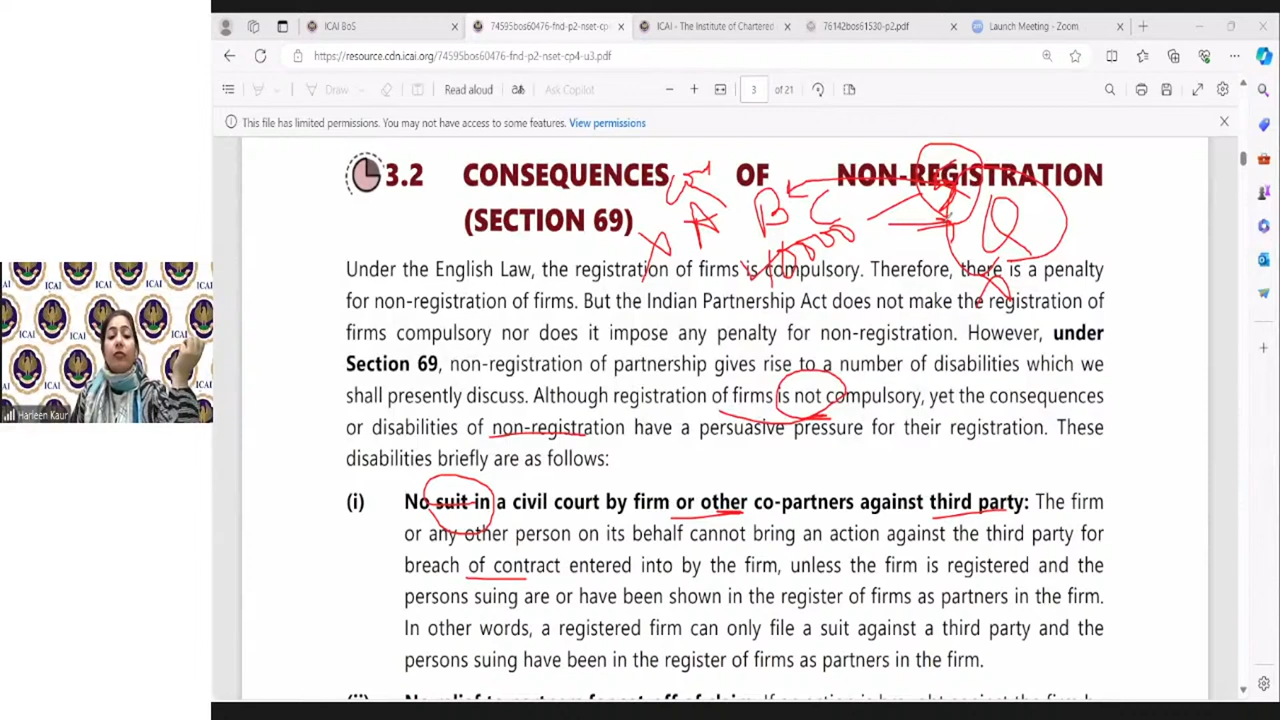 ICAI BoS
74595bos60476-fnd-p2-nset-cp
ICAI - The Institute of Chartered
76142bos61530-p2.pdf
Launch Meeting - Zoom
https://resource.cdn.icai.org/74595bos60476-fnd-p2-nset-cp4-u3.pdf
Draw
Read aloud
Ask Copilot
3 of 21
This file has limited permissions. You may not have access to some features. View permissions
3.2 CONSEQUENCES OF NON-REGISTRATION
(SECTION 69)
A B C
10000
Under the English Law, the registration of firms is compulsory. Therefore, there is a penalty
for non-registration of firms. But the Indian Partnership Act does not make the registration of
firms compulsory nor does it impose any penalty for non-registration. However, under
Section 69, non-registration of partnership gives rise to a number of disabilities which we
shall presently discuss. Although registration of firms is not compulsory, yet the consequences
or disabilities of non-registration have a persuasive pressure for their registration. These
disabilities briefly are as follows:
(i) No suit in a civil court by firm or other co-partners against third party: The firm
or any other person on its behalf cannot bring an action against the third party for
breach of contract entered into by the firm, unless the firm is registered and the
persons suing are or have been shown in the register of firms as partners in the firm.
In other words, a registered firm can only file a suit against a third party and the
persons suing have been in the register of firms as partners in the firm.
ICAI
ICAI
ICAI
ICAI
Harleen Kaur